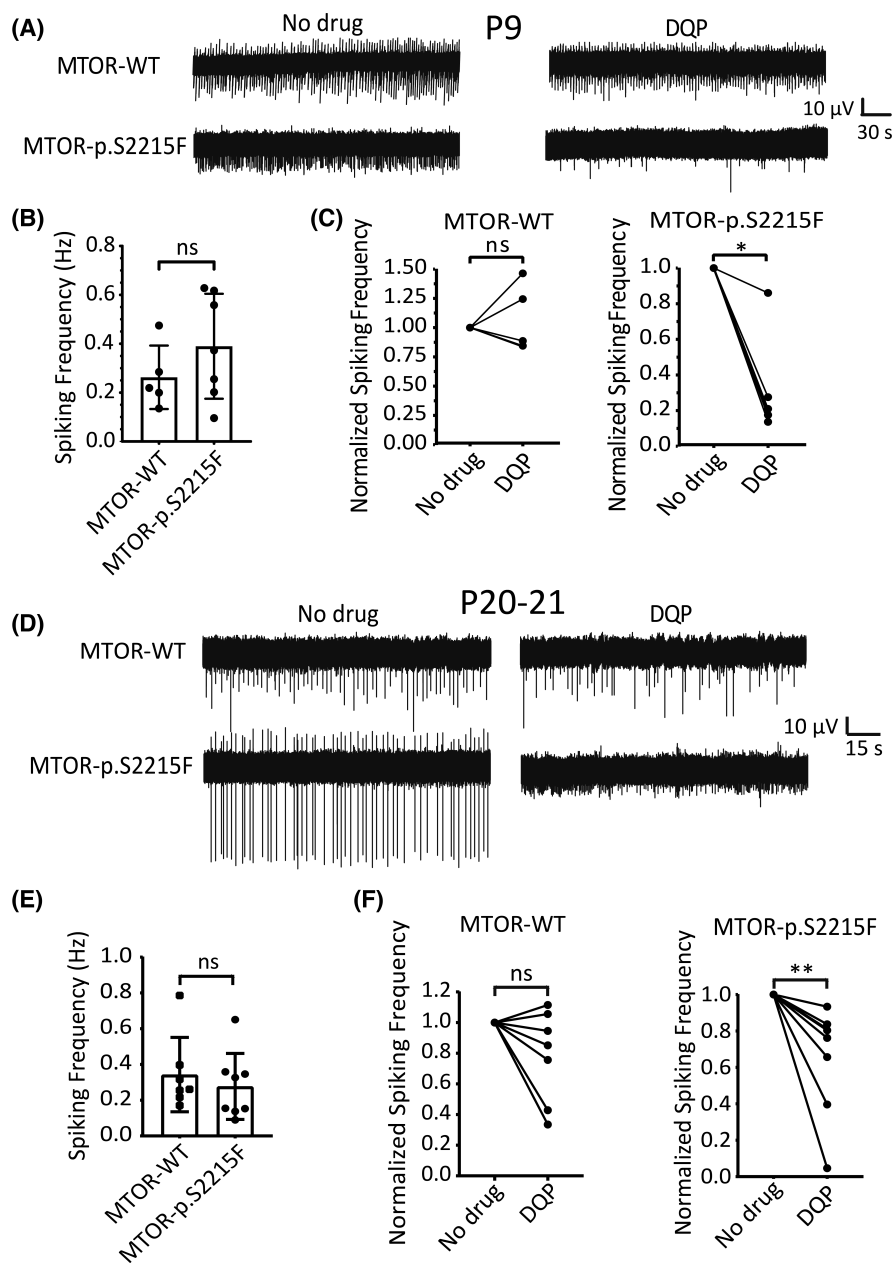 (A)
No drug
P9
DQP
MTOR-WT
10 μV
30 s
MTOR-p.S2215F
(B)
ns
Spiking Frequency (Hz)
0.8
0.6
0.4
0.2
0.0
MTOR-WT
MTOR-p.S2215F
(C)
MTOR-WT
ns
Normalized Spiking Frequency
1.50
1.25
1.00
0.75
0.50
0.25
0.00
No drug
DQP
MTOR-p.S2215F
*
Normalized SpikingFrequency
1.0
0.8
0.6
0.4
0.2
0.0
No drug
DQP
P20-21
(D)
No drug
DQP
MTOR-WT
10 μV
15 s
MTOR-p.S2215F
(E)
ns
Spiking Frequency (Hz)
1.0
0.8
0.6
0.4
0.2
0.0
MTOR-WT
MTOR-p.S2215F
(F)
MTOR-WT
ns
Normalized Spiking Frequency
1.2
1.0
0.8
0.6
0.4
0.2
0.0
No drug
DQP
MTOR-p.S2215F
**
Normalized Spiking Frequency
1.0
0.8
0.6
0.4
0.2
0.0
No drug
DQP